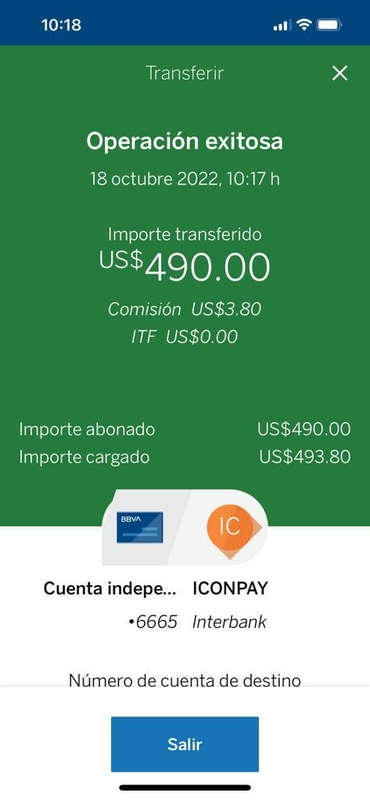 10:18
Transferir
Operación exitosa
18 octubre 2022, 10:17 h
Importe transferido
US$490.00
Comisión US$3.80
ITF US$0.00
Importe abonado US$490.00
Importe cargado US$493.80
BBVA IC
Cuenta indepe... ICONPAY
•6665 Interbank
Número de cuenta de destino
Salir